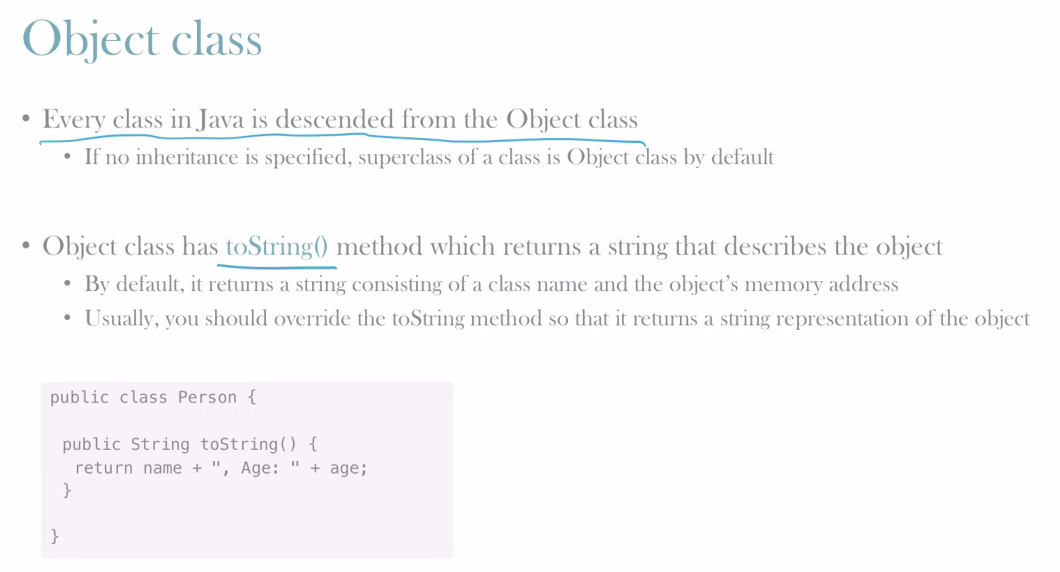 Object class
• Every class in Java is descended from the Object class
• If no inheritance is specified, superclass of a class is Object class by default
• Object class has toString() method which returns a string that describes the object
• By default, it returns a string consisting of a class name and the object's memory address
• Usually, you should override the toString method so that it returns a string representation of the object
public class Person {
public String toString() {
return name + ", Age: " + age;
}
}